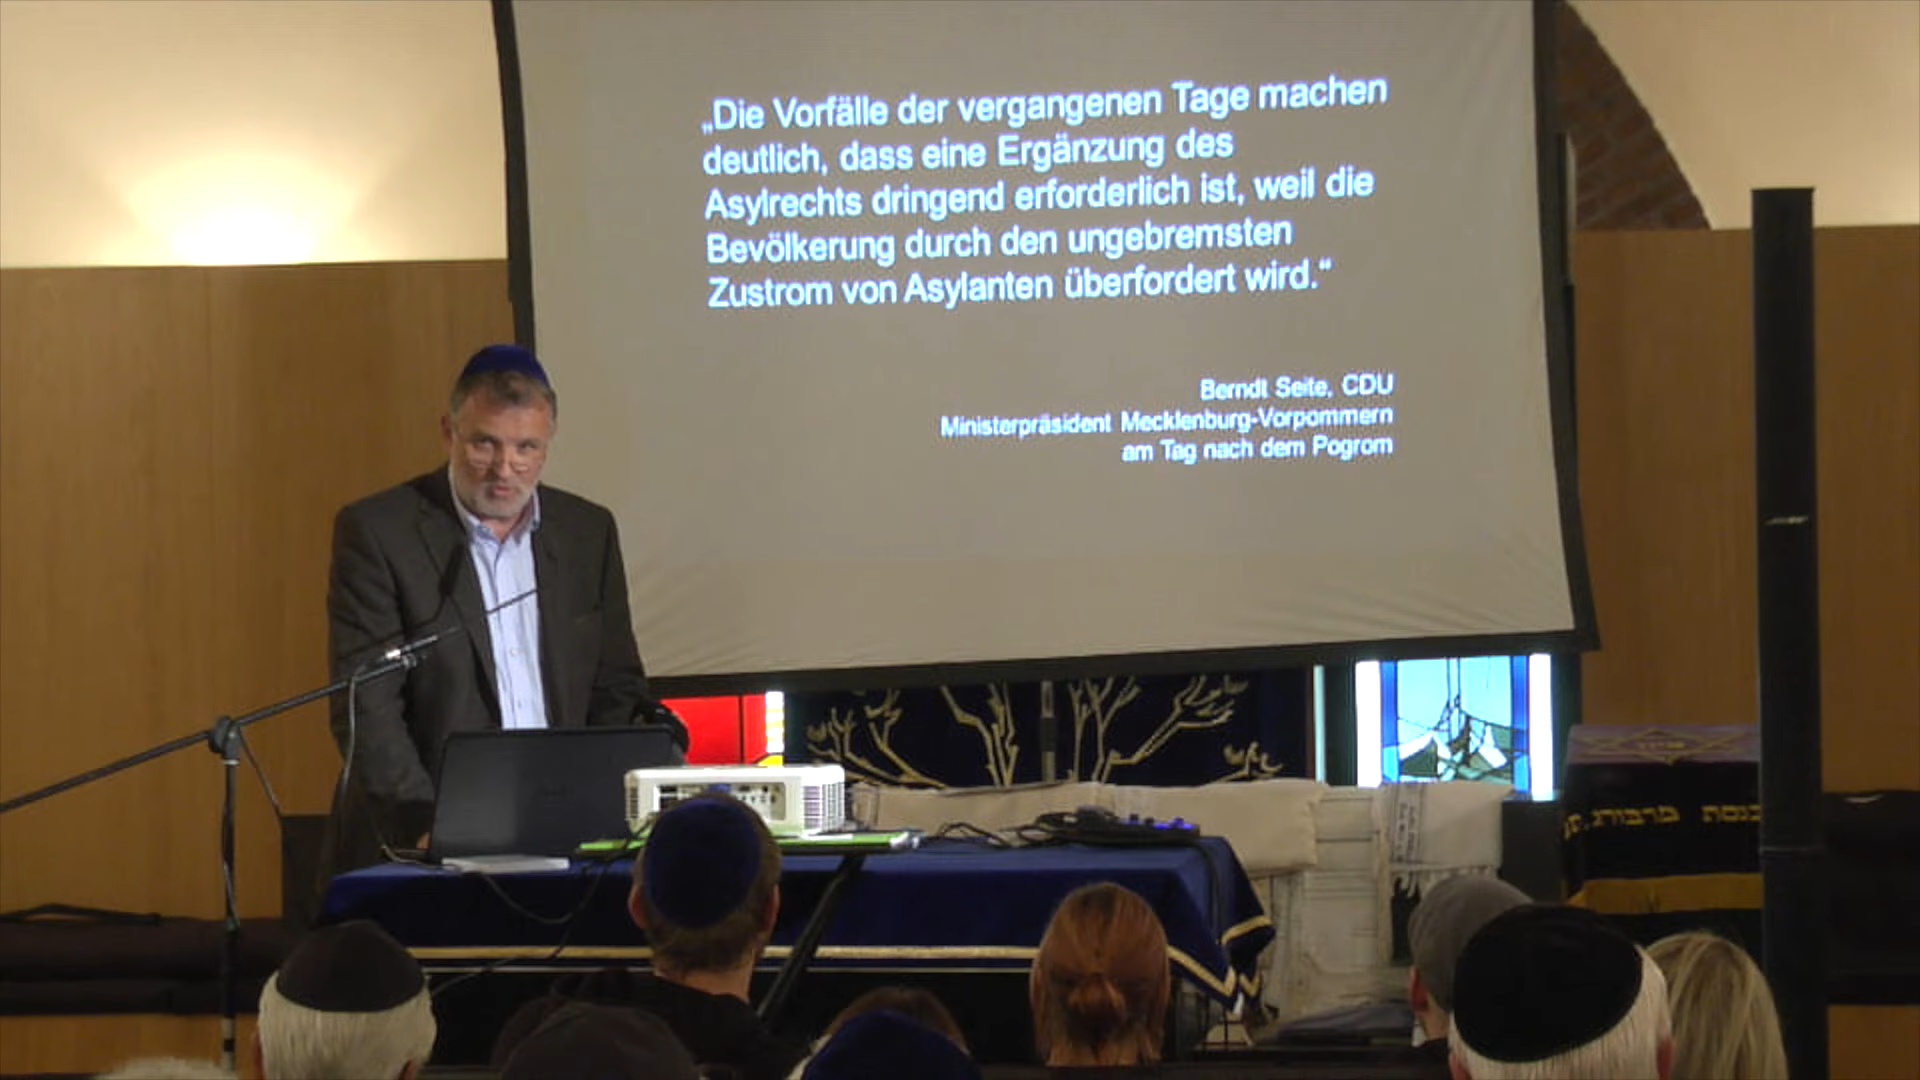 „Die Vorfälle der vergangenen Tage machen
deutlich, dass eine Ergänzung des
Asylrechts dringend erforderlich ist, weil die
Bevölkerung durch den ungebremsten
Zustrom von Asylanten überfordert wird.“
Berndt Seite, CDU
Ministerpräsident Mecklenburg-Vorpommern
am Tag nach dem Pogrom